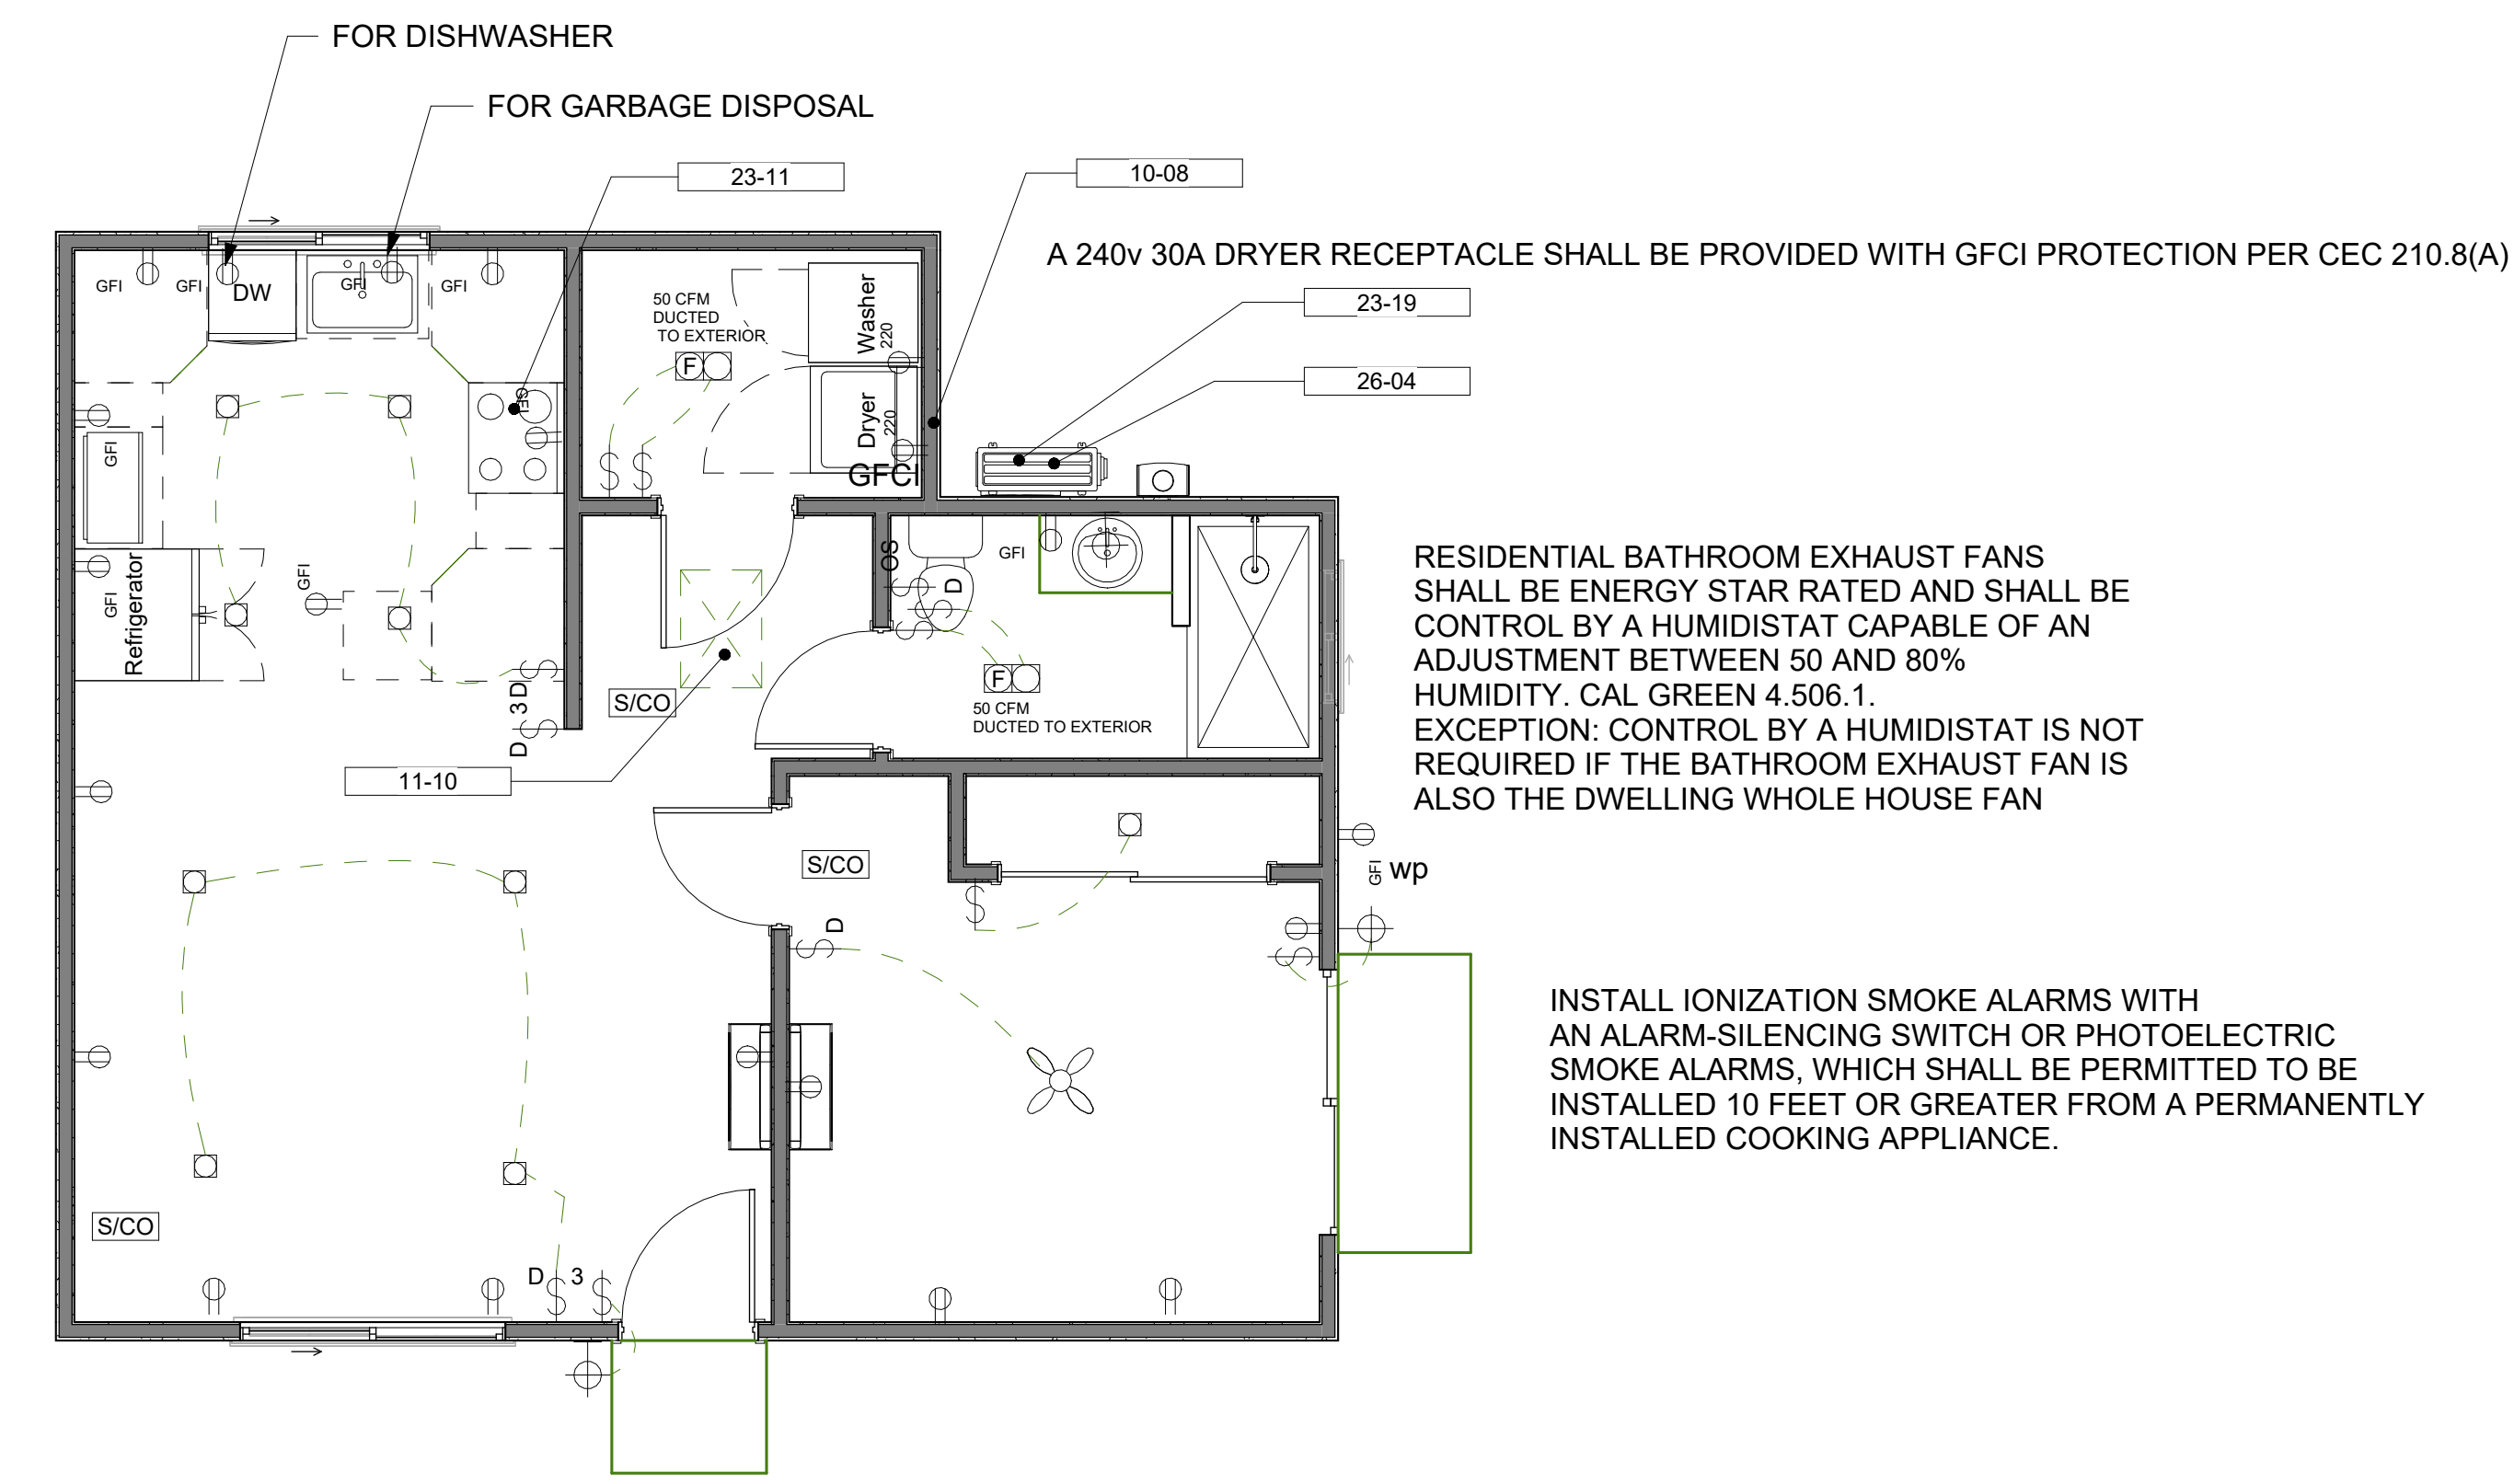 FOR DISHWASHER
FOR GARBAGE DISPOSAL
23-11
10-08
A 240v 30A DRYER RECEPTACLE SHALL BE PROVIDED WITH GFCI PROTECTION PER CEC 210.8(A)
23-19
26-04
GFI
GFI
DW
GFI
GFI
50 CFM
DUCTED
TO EXTERIOR
F
Washer
220
Dryer
220
GFCI
GFI
GFI
GFI
Refrigerator
GFI
D
3
D
S/CO
11-10
OS
D
GFI
F
50 CFM
DUCTED TO EXTERIOR
RESIDENTIAL BATHROOM EXHAUST FANS
SHALL BE ENERGY STAR RATED AND SHALL BE
CONTROL BY A HUMIDISTAT CAPABLE OF AN
ADJUSTMENT BETWEEN 50 AND 80%
HUMIDITY. CAL GREEN 4.506.1.
EXCEPTION: CONTROL BY A HUMIDISTAT IS NOT
REQUIRED IF THE BATHROOM EXHAUST FAN IS
ALSO THE DWELLING WHOLE HOUSE FAN
S/CO
D
GFI wp
INSTALL IONIZATION SMOKE ALARMS WITH
AN ALARM-SILENCING SWITCH OR PHOTOELECTRIC
SMOKE ALARMS, WHICH SHALL BE PERMITTED TO BE
INSTALLED 10 FEET OR GREATER FROM A PERMANENTLY
INSTALLED COOKING APPLIANCE.
S/CO
D 3